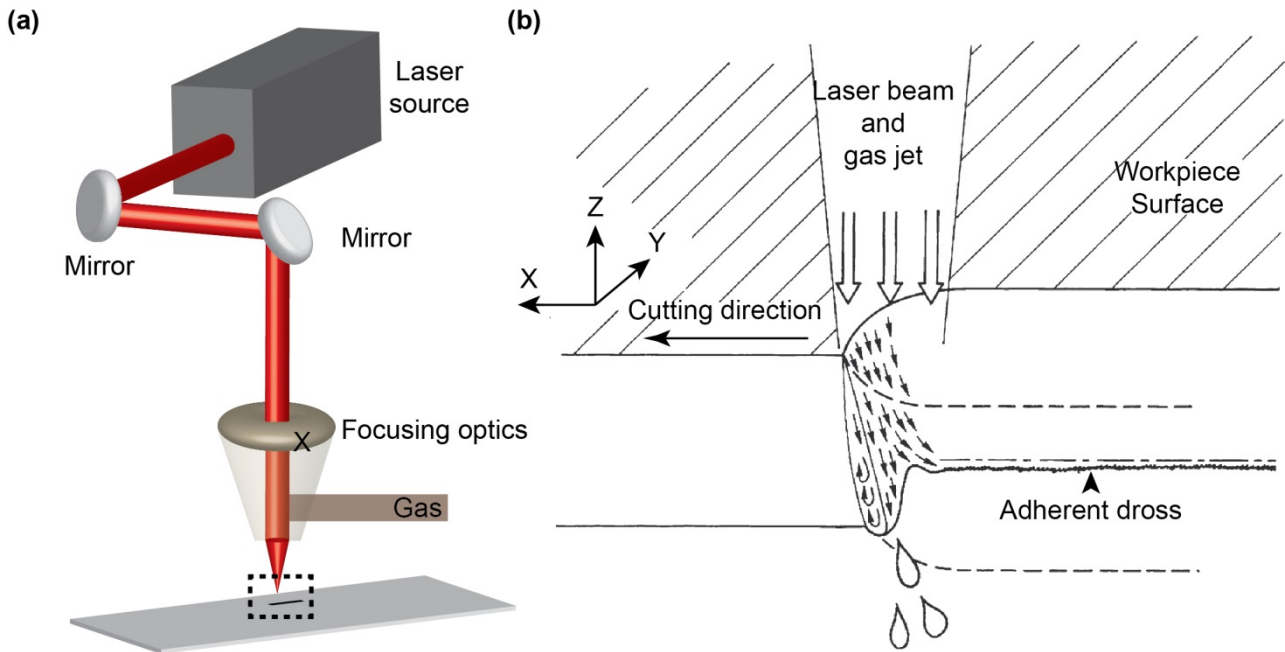 (a)
Laser
source
Mirror
Mirror
Focusing optics
X
Gas
(b)
Laser beam
and
gas jet
Workpiece
Surface
Z
Y
X
Cutting direction
Adherent dross